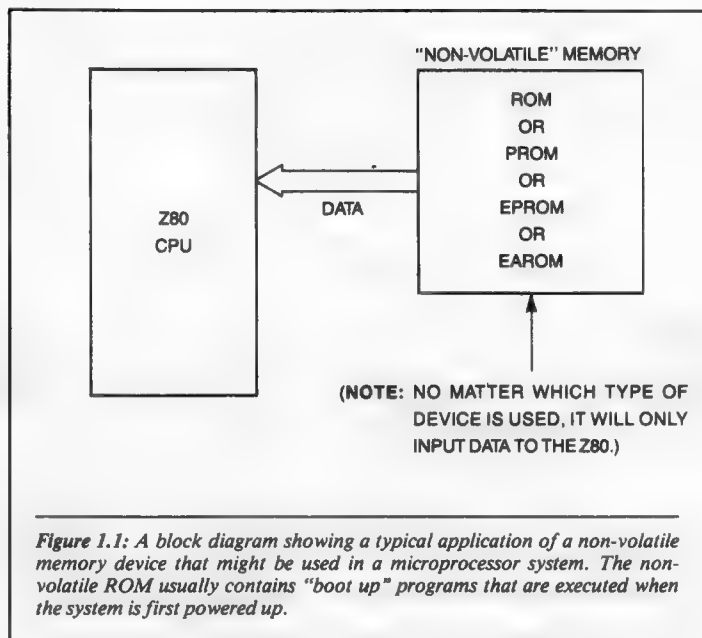 "NON-VOLATILE" MEMORY
ROM
OR
PROM
OR
EPROM
OR
EAROM
Z80
CPU
DATA
(NOTE: NO MATTER WHICH TYPE OF
DEVICE IS USED, IT WILL ONLY
INPUT DATA TO THE Z80.)
Figure 1.1: A block diagram showing a typical application of a non-volatile
memory device that might be used in a microprocessor system. The non-
volatile ROM usually contains "boot up" programs that are executed when
the system is first powered up.